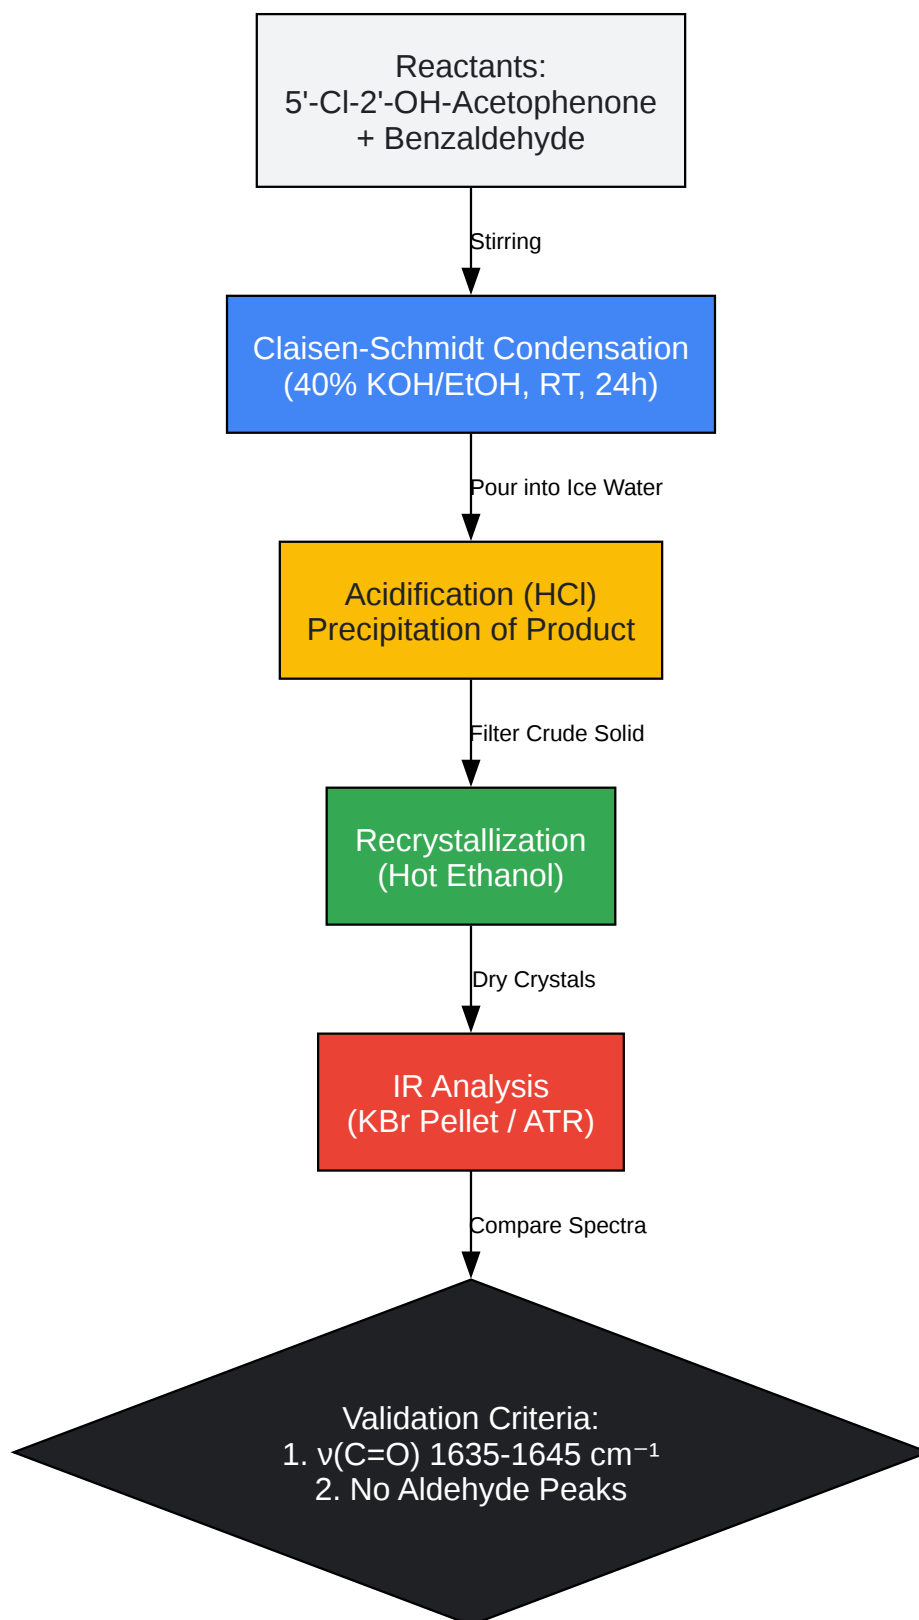 Reactants:
5'-Cl-2'-OH-Acetophenone
+ Benzaldehyde
Stirring
Claisen-Schmidt Condensation
(40% KOH/EtOH, RT, 24h)
Pour into Ice Water
Acidification (HCl)
Precipitation of Product
Filter Crude Solid
Recrystallization
(Hot Ethanol)
Dry Crystals
IR Analysis
(KBr Pellet / ATR)
Compare Spectra
Validation Criteria:
1. ν(C=O) 1635-1645 cm⁻¹
2. No Aldehyde Peaks